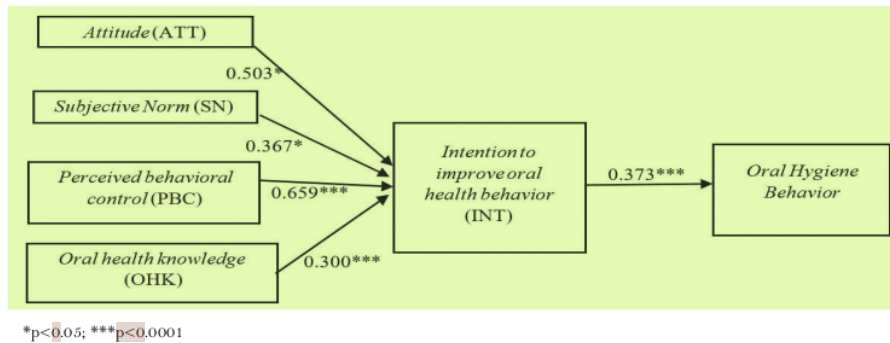 Attitude (ATT)
0.503*
Subjective Norm (SN)
0.367*
Perceived behavioral
control (PBC)
0.659***
Oral health knowledge
(OHK)
0.300***
Intention to
improve oral
health behavior
(INT)
0.373***
Oral Hygiene
Behavior
*p<0.05; ***p<0.0001